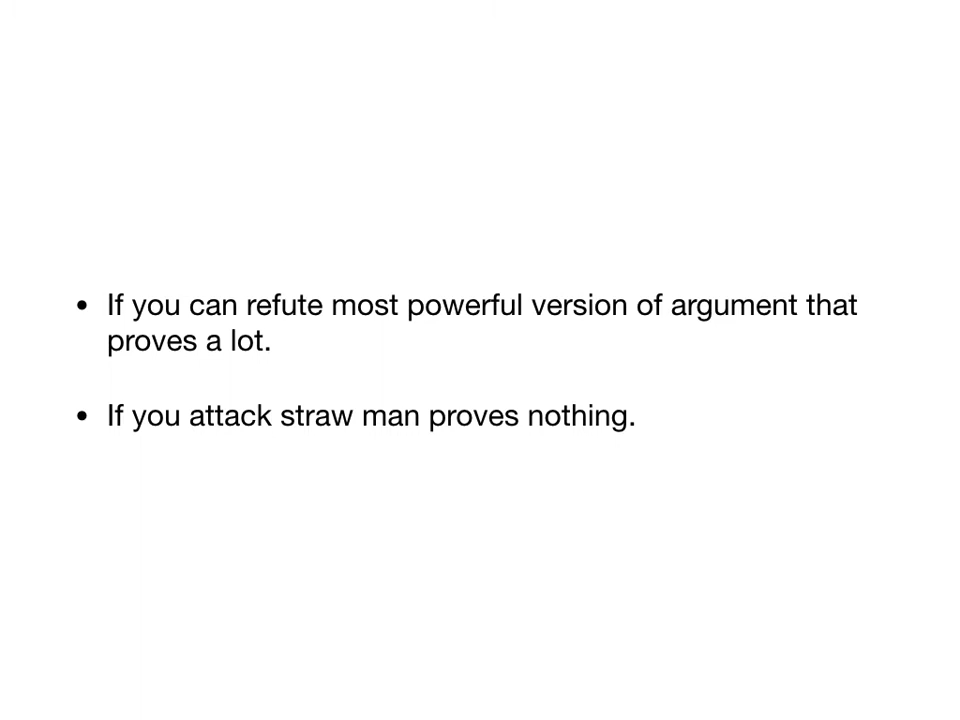 • If you can refute most powerful version of argument that
proves a lot.
• If you attack straw man proves nothing.